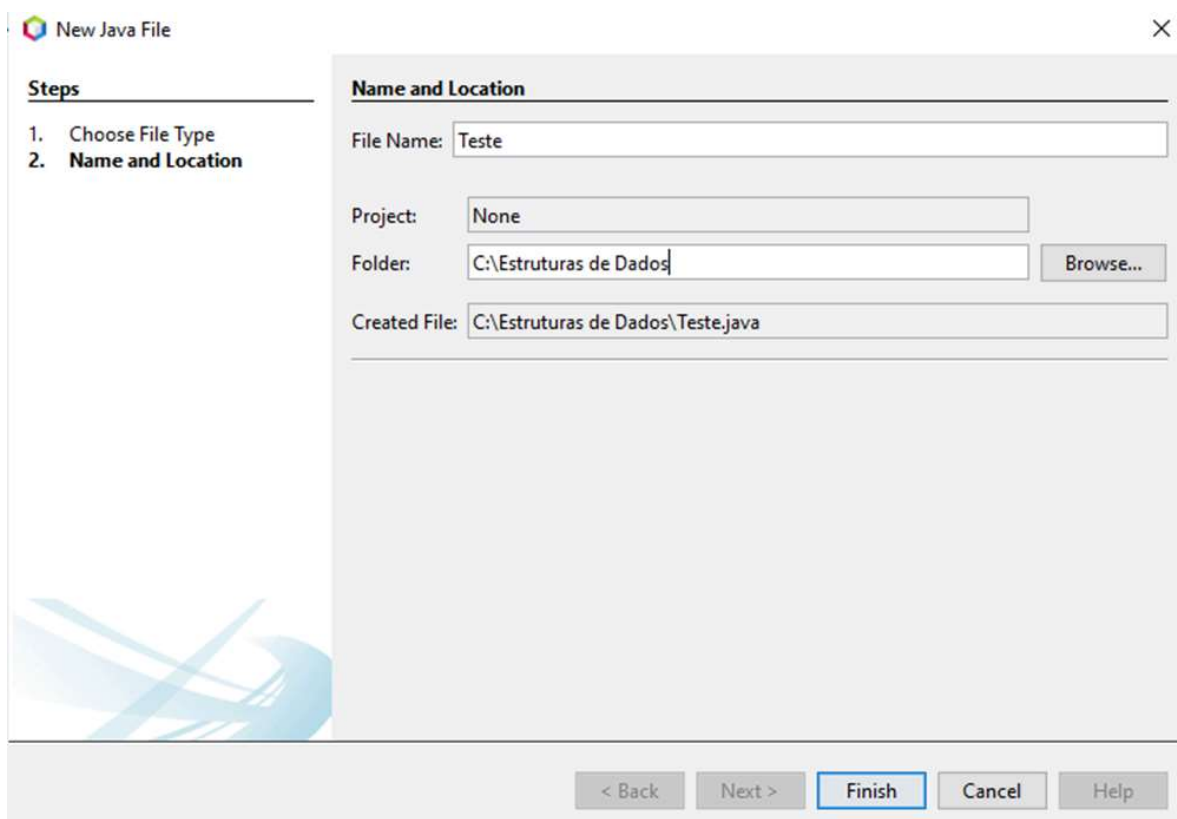 New Java File
Steps
1. Choose File Type
2. Name and Location
Name and Location
File Name: Teste
Project: None
Folder: C:\Estruturas de Dados Browse...
Created File: C:\Estruturas de Dados\Teste.java
< Back Next > Finish Cancel Help